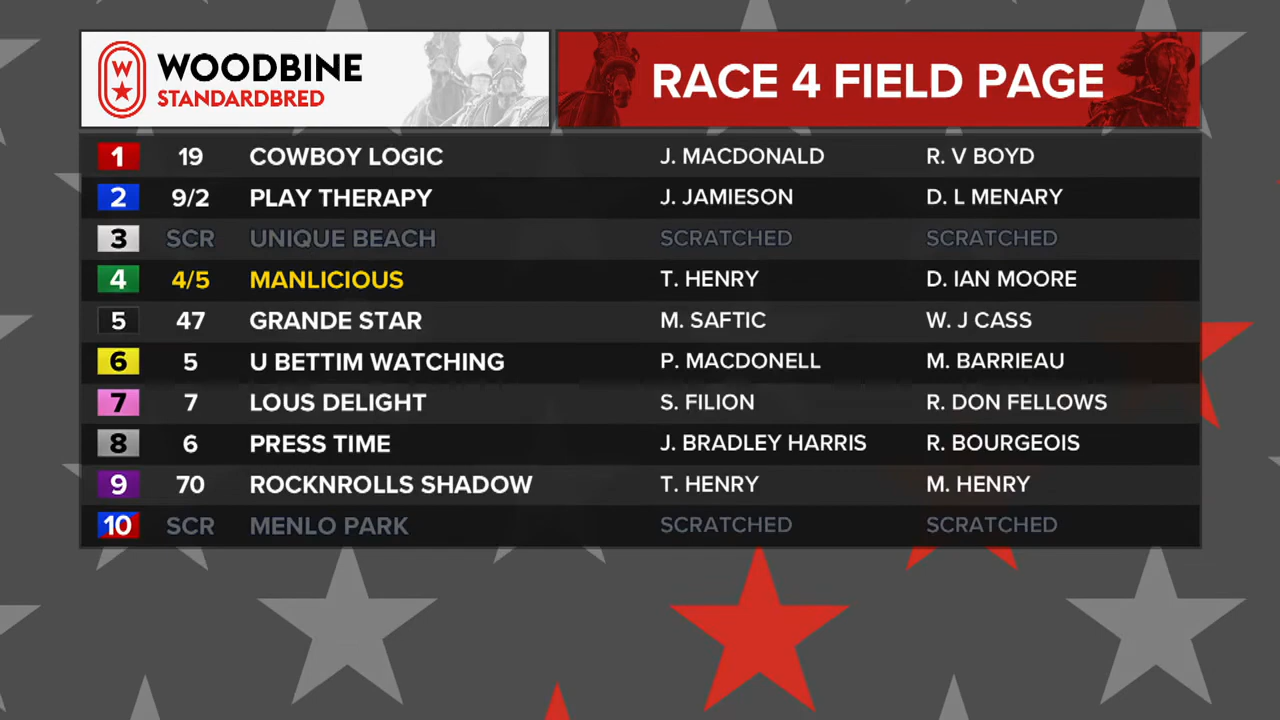 W
WOODBINE
STANDARDBRED
RACE 4 FIELD PAGE
1 19 COWBOY LOGIC J. MACDONALD R. V BOYD
2 9/2 PLAY THERAPY J. JAMIESON D. L MENARY
3 SCR UNIQUE BEACH SCRATCHED SCRATCHED
4 4/5 MANLICIOUS T. HENRY D. IAN MOORE
5 47 GRANDE STAR M. SAFTIC W. J CASS
6 5 U BETTIM WATCHING P. MACDONELL M. BARRIEAU
7 7 LOUS DELIGHT S. FILION R. DON FELLOWS
8 6 PRESS TIME J. BRADLEY HARRIS R. BOURGEOIS
9 70 ROCKNROLLS SHADOW T. HENRY M. HENRY
10 SCR MENLO PARK SCRATCHED SCRATCHED